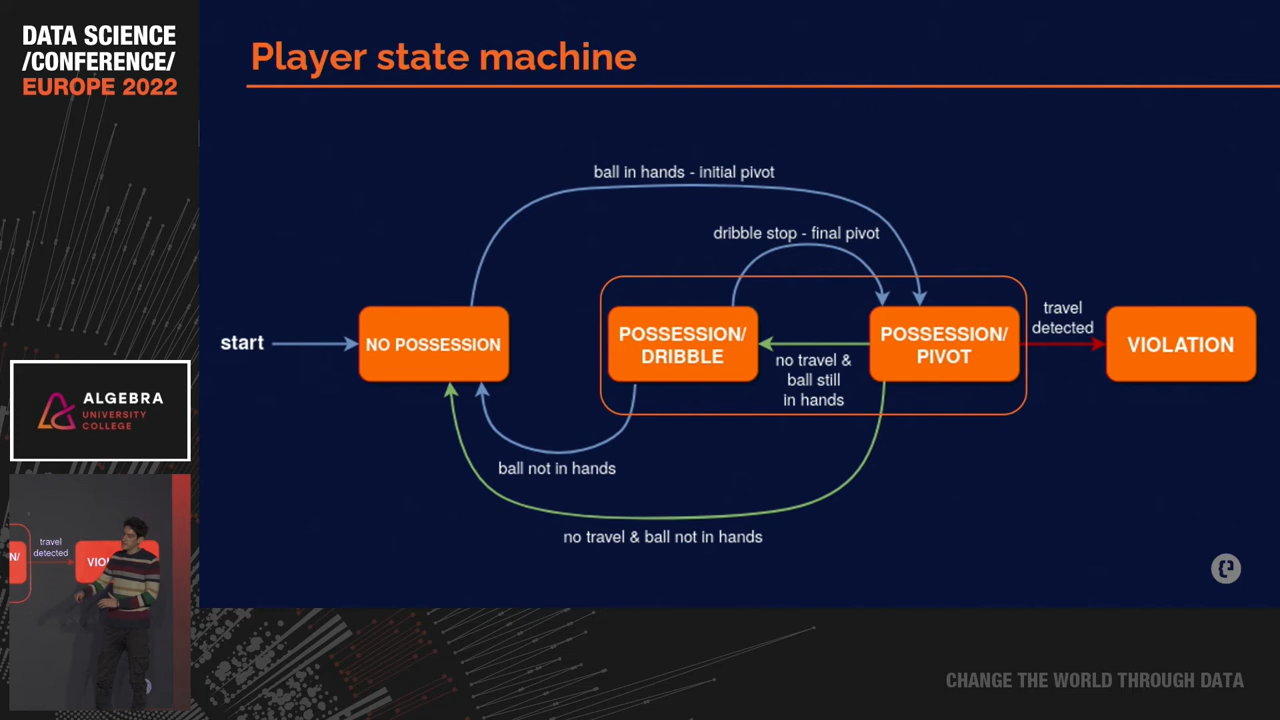 DATA SCIENCE
/CONFERENCE/
EUROPE 2022
Player state machine
ball in hands - initial pivot
dribble stop - final pivot
start
NO POSSESSION
POSSESSION/
DRIBBLE
no travel &
ball still
in hands
POSSESSION/
PIVOT
travel
detected
VIOLATION
ball not in hands
no travel & ball not in hands
ALGEBRA
UNIVERSITY
COLLEGE
N/
travel
detected
VIO
CHANGE THE WORLD THROUGH DATA